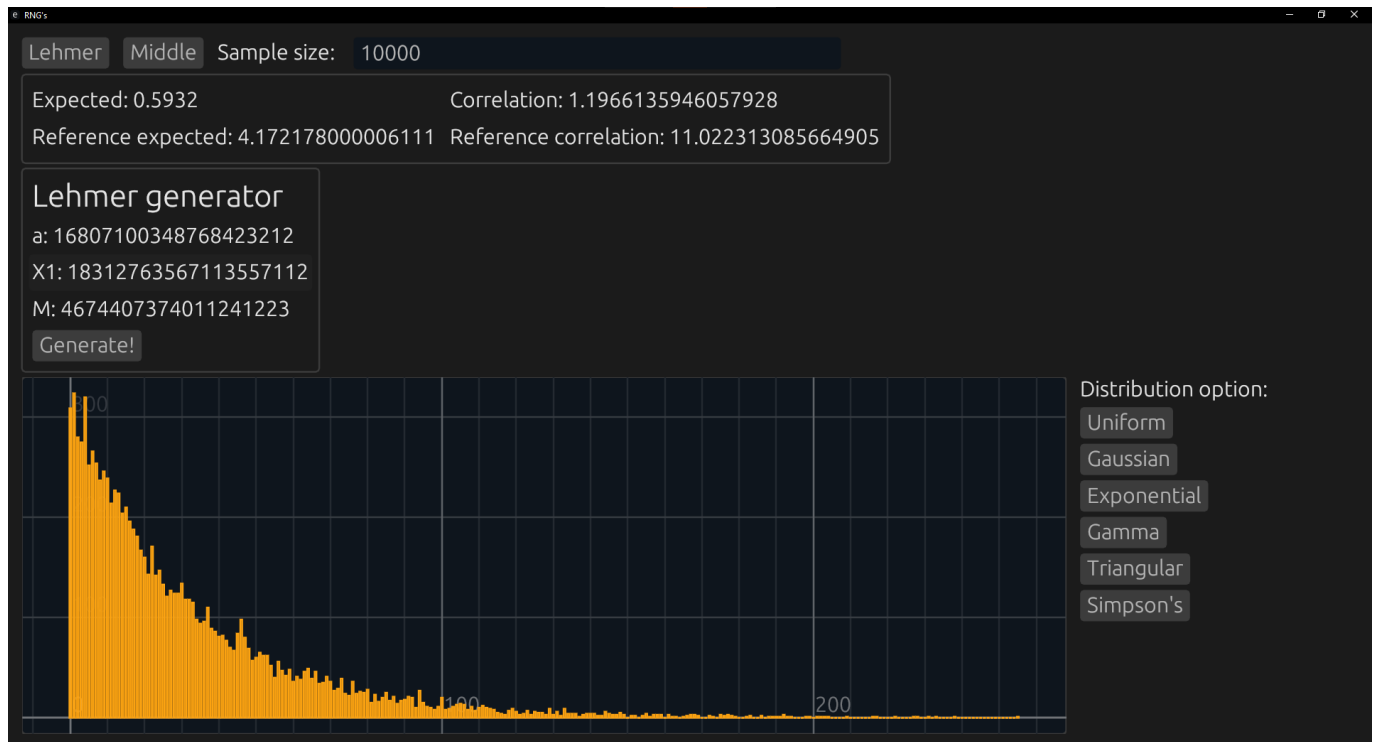 e RNG's
Lehmer Middle Sample size: 10000
Expected: 0.5932 Correlation: 1.1966135946057928
Reference expected: 4.172178000006111 Reference correlation: 11.022313085664905
Lehmer generator
a: 16807100348768423212
X1: 18312763567113557112
M: 4674407374011241223
Generate!
300
100
200
Distribution option:
Uniform
Gaussian
Exponential
Gamma
Triangular
Simpson's